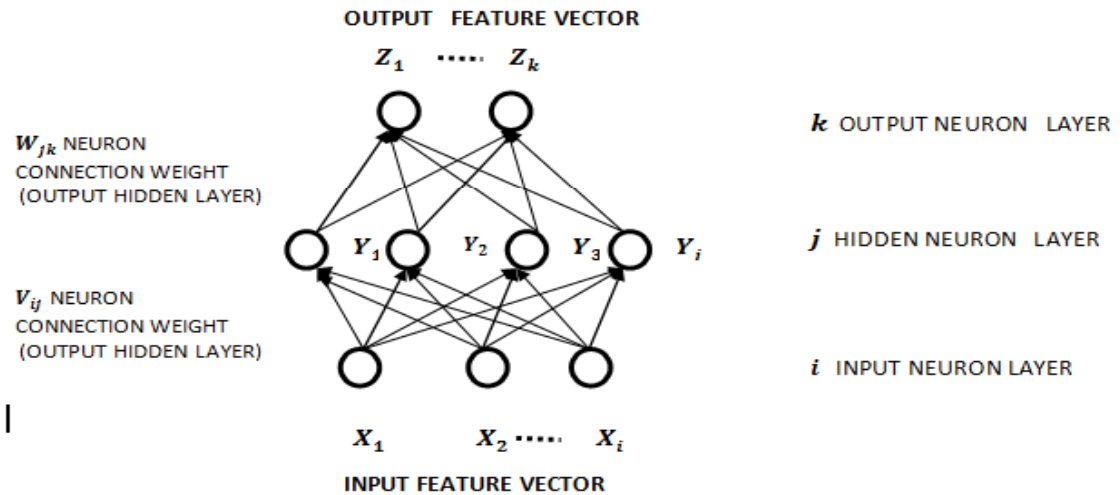 OUTPUT FEATURE VECTOR
Z₁ ...... Zₖ
Wⱼₖ NEURON
CONNECTION WEIGHT
(OUTPUT HIDDEN LAYER)
k OUTPUT NEURON LAYER
Y₁ Y₂ Y₃ Yᵢ
j HIDDEN NEURON LAYER
Vᵢⱼ NEURON
CONNECTION WEIGHT
(OUTPUT HIDDEN LAYER)
i INPUT NEURON LAYER
X₁ X₂ ...... Xᵢ
INPUT FEATURE VECTOR